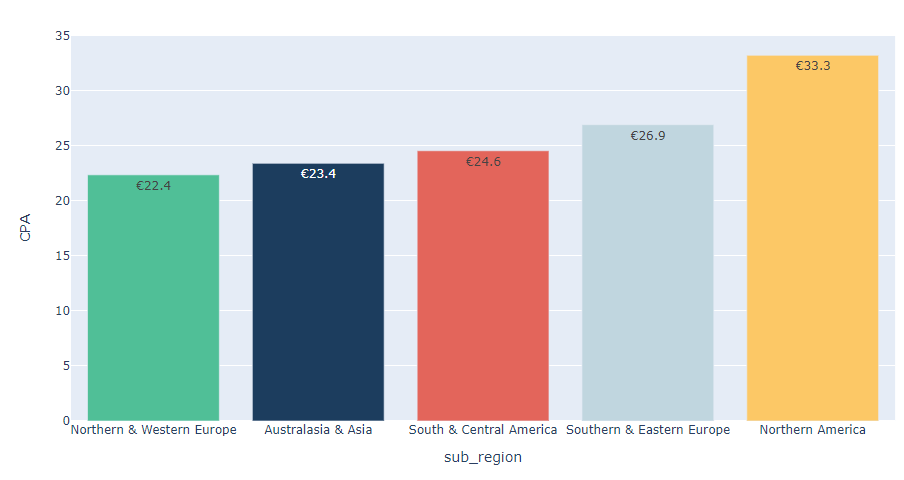 35
30
25
20
15
10
5
0
CPA
€22.4
€23.4
€24.6
€26.9
€33.3
Northern & Western Europe
Australasia & Asia
South & Central America
Southern & Eastern Europe
Northern America
sub_region